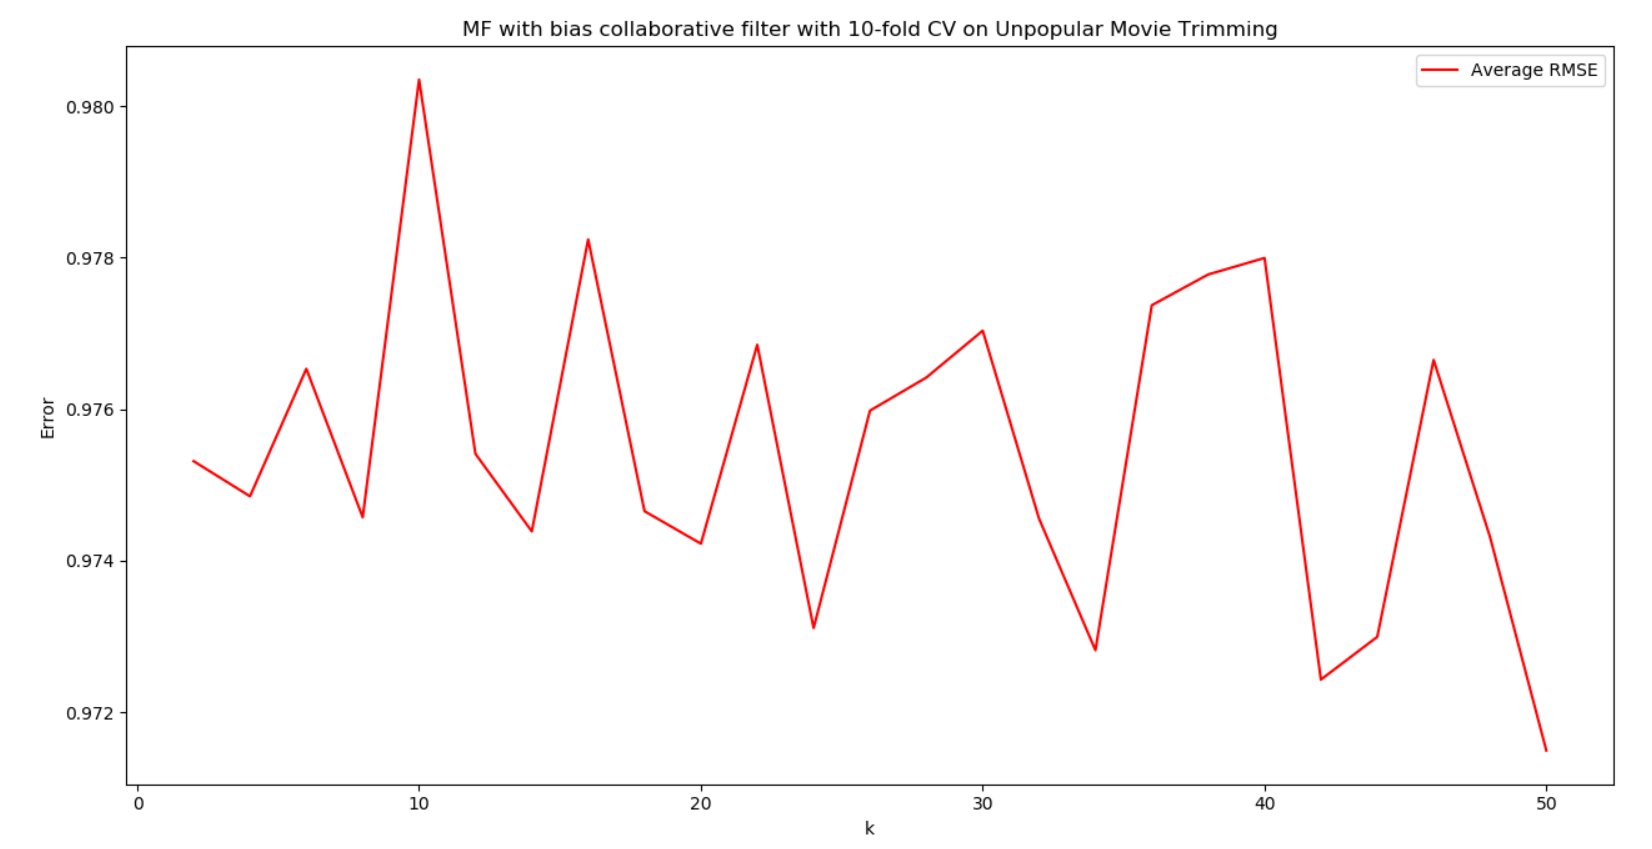 MF with bias collaborative filter with 10-fold CV on Unpopular Movie Trimming
Average RMSE
0.980
0.978
0.976
0.974
0.972
Error
0
10
20
30
40
50
k